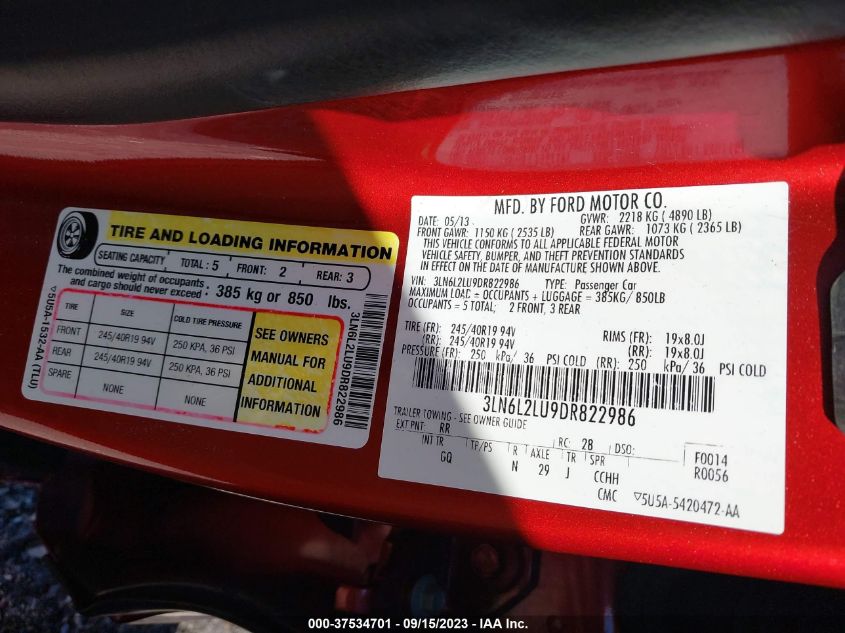 TIRE AND LOADING INFORMATION
SEATING CAPACITY TOTAL: 5 FRONT: 2 REAR: 3
The combined weight of occupants and cargo should never exceed : 385 kg or 850 lbs.
TIRE SIZE COLD TIRE PRESSURE
FRONT 245/40R19 94V 250 KPA, 36 PSI
REAR 245/40R19 94V 250 KPA, 36 PSI
SPARE NONE NONE
SEE OWNERS
MANUAL FOR
ADDITIONAL
INFORMATION
▽5U5A-1532-AA (TLU)
3LN6L2LU9DR822986
MFD. BY FORD MOTOR CO.
DATE: 05/13 GVWR: 2218 KG ( 4890 LB)
FRONT GAWR: 1150 KG ( 2535 LB) REAR GAWR: 1073 KG ( 2365 LB)
THIS VEHICLE CONFORMS TO ALL APPLICABLE FEDERAL MOTOR
VEHICLE SAFETY, BUMPER, AND THEFT PREVENTION STANDARDS
IN EFFECT ON THE DATE OF MANUFACTURE SHOWN ABOVE.
VIN: 3LN6L2LU9DR822986 TYPE: Passenger Car
MAXIMUM LOAD = OCCUPANTS + LUGGAGE = 385KG/ 850LB
OCCUPANTS = 5 TOTAL; 2 FRONT, 3 REAR
TIRE (FR): 245/40R19 94V RIMS (FR): 19x8.0J
(RR): 245/40R19 94V (RR): 19x8.0J
PRESSURE (FR): 250 kPa/ 36 PSI COLD (RR): 250 kPa/ 36 PSI COLD
3LN6L2LU9DR822986
TRAILER TOWING - SEE OWNER GUIDE
EXT PNT: RR RC: 28 DSO: F0014
INT TR TP/PS R AXLE TR SPR R0056
GQ N 29 J CCHH
CMC ▽5U5A-5420472-AA
000-37534701 - 09/15/2023 - IAA Inc.